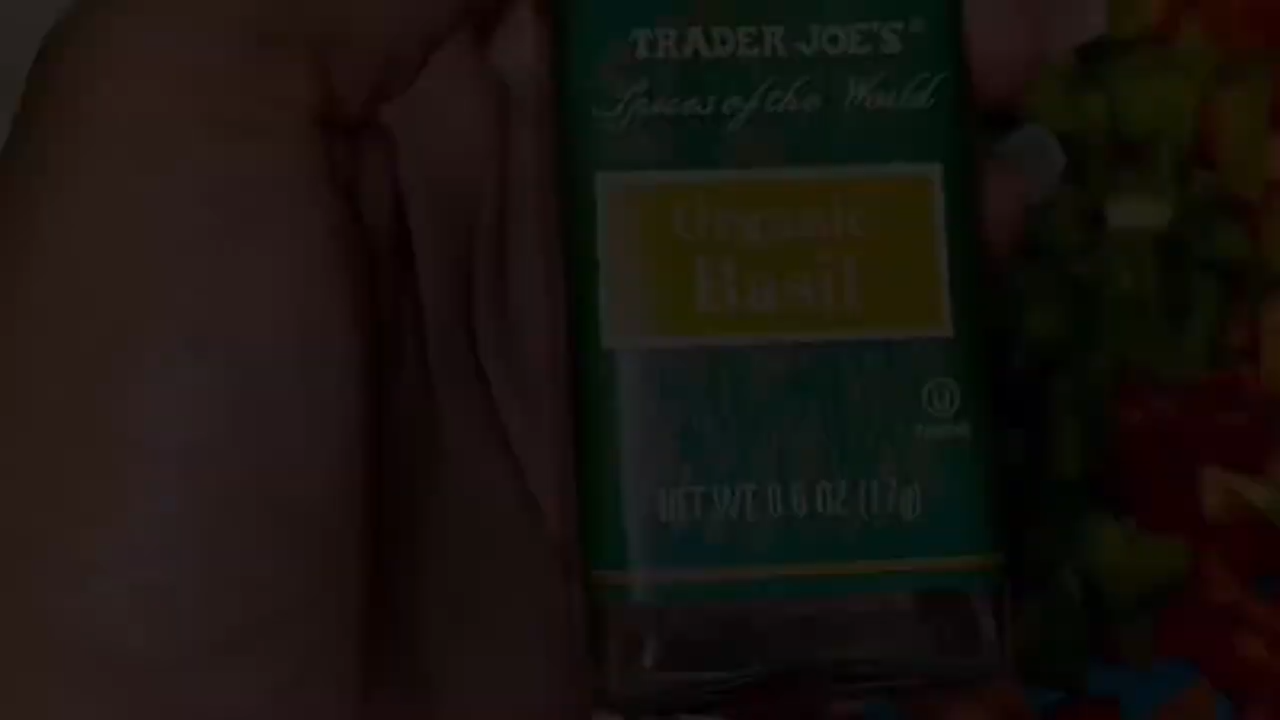 TRADER JOE'S®
Spices of the World
Organic
Basil
U
NET WT. 0.6 OZ (17g)